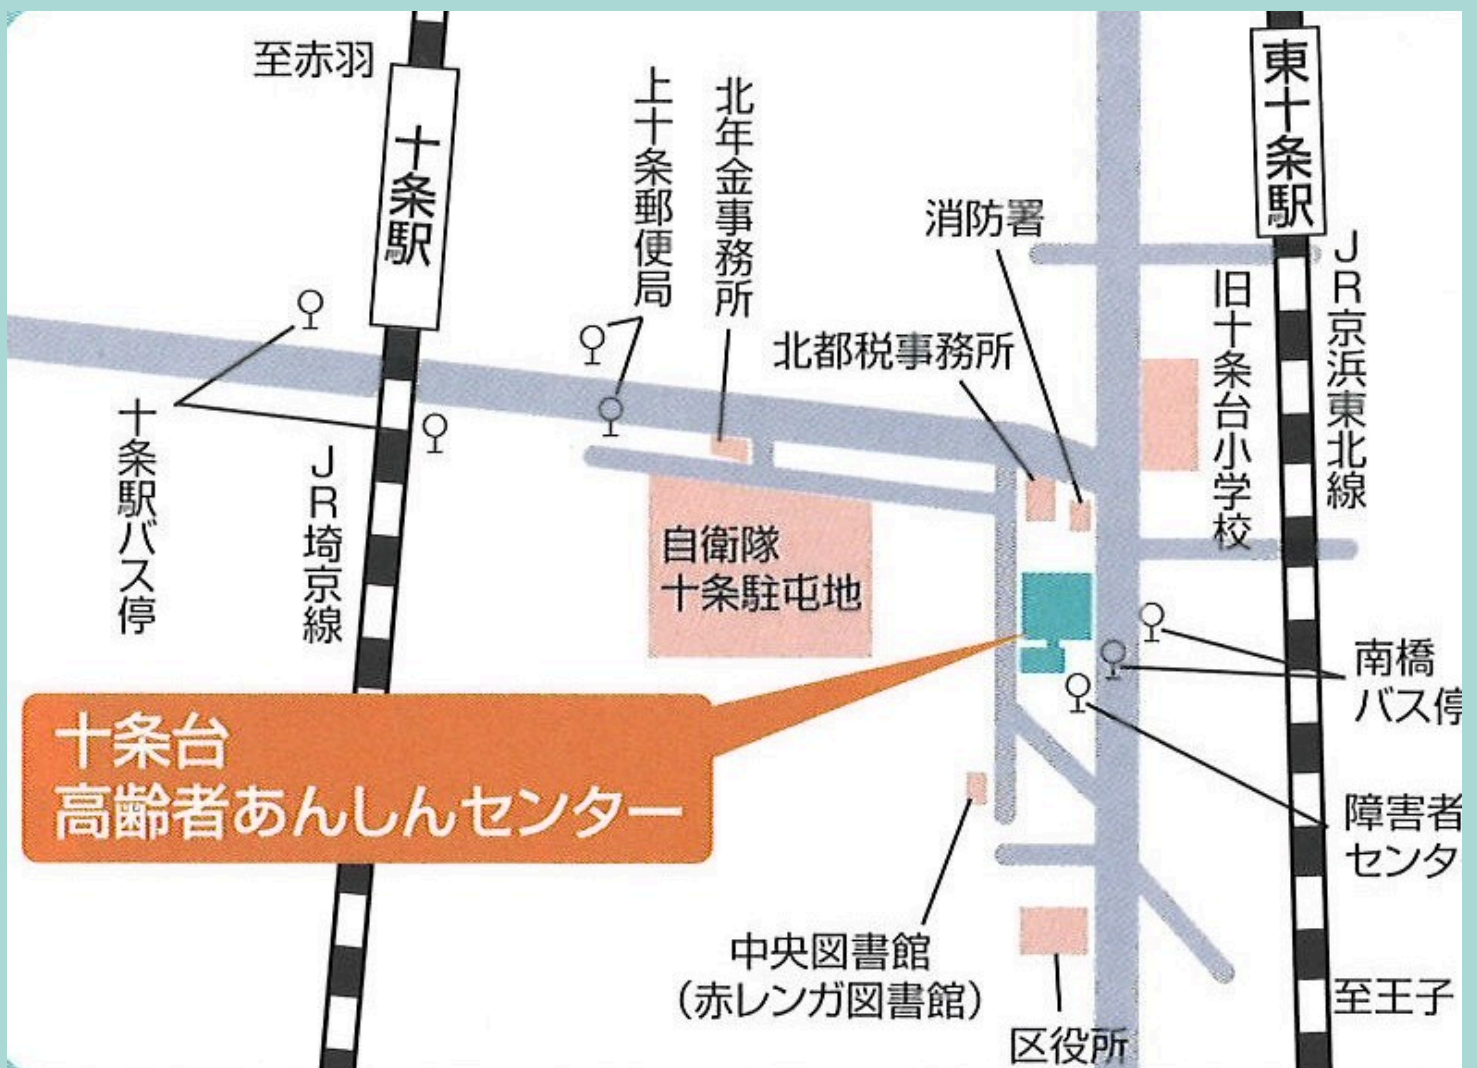 至赤羽
十条駅
上十条郵便局
北年金事務所
消防署
東十条駅
JR京浜東北線
旧十条台小学校
北都税事務所
十条駅バス停
JR埼京線
自衛隊
十条駐屯地
南橋
バス停
十条台
高齢者あんしんセンター
障害者
センタ
中央図書館
（赤レンガ図書館）
区役所
至王子